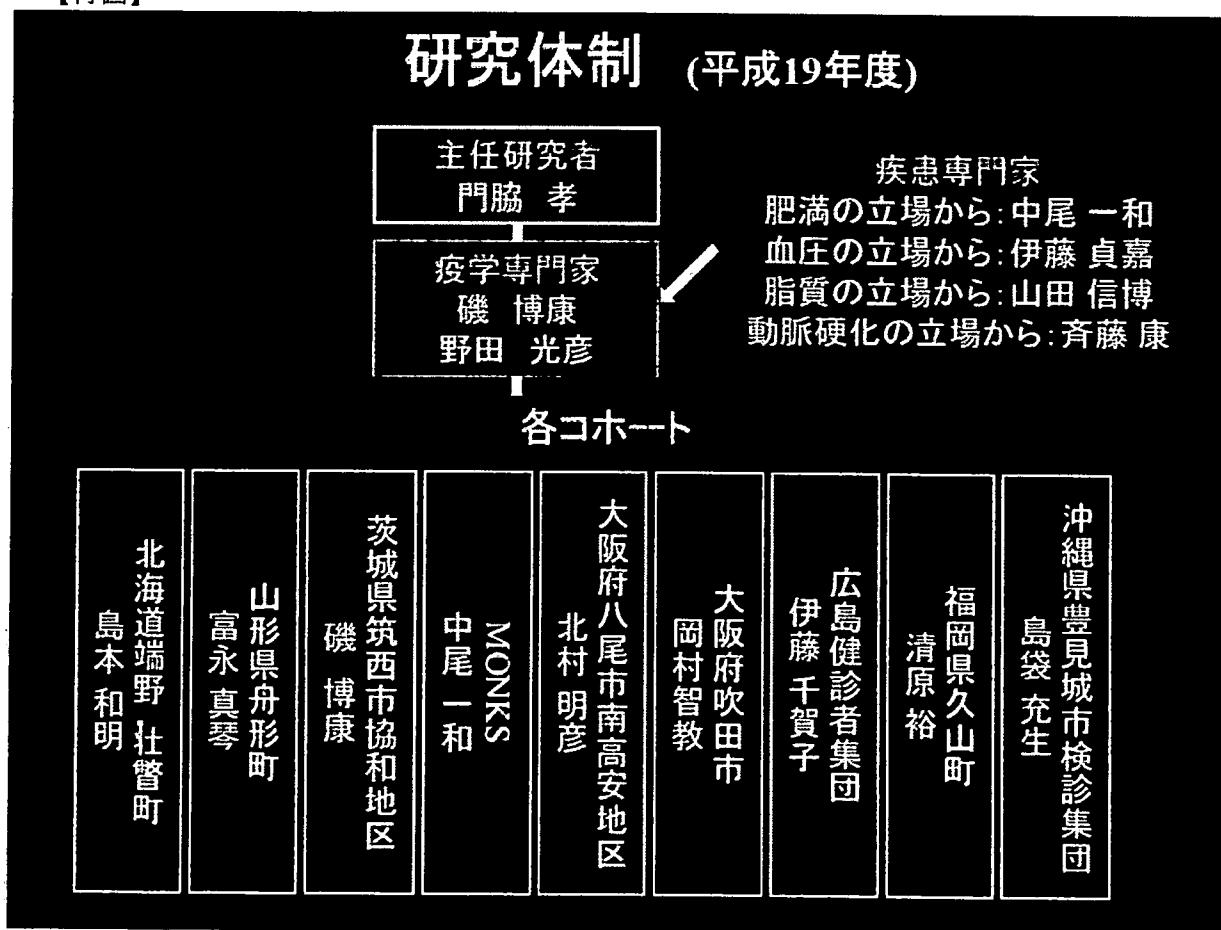 研究体制 (平成19年度)
主任研究者
門脇 孝
疫学専門家
磯 博康
野田 光彦
疾患専門家
肥満の立場から:中尾 一和
血圧の立場から:伊藤 貞嘉
脂質の立場から:山田 信博
動脈硬化の立場から:斉藤 康
各コホート
北海道端野 壮瞥町
島本 和明
山形県舟形町
富永 真琴
茨城県筑西市協和地区
磯 博康
MONKS
中尾 一和
大阪府八尾市南高安地区
北村 明彦
大阪府吹田市
岡村智教
広島健診者集団
伊藤 千賀子
福岡県久山町
清原 裕
沖縄県豊見城市検診集団
島袋 充生